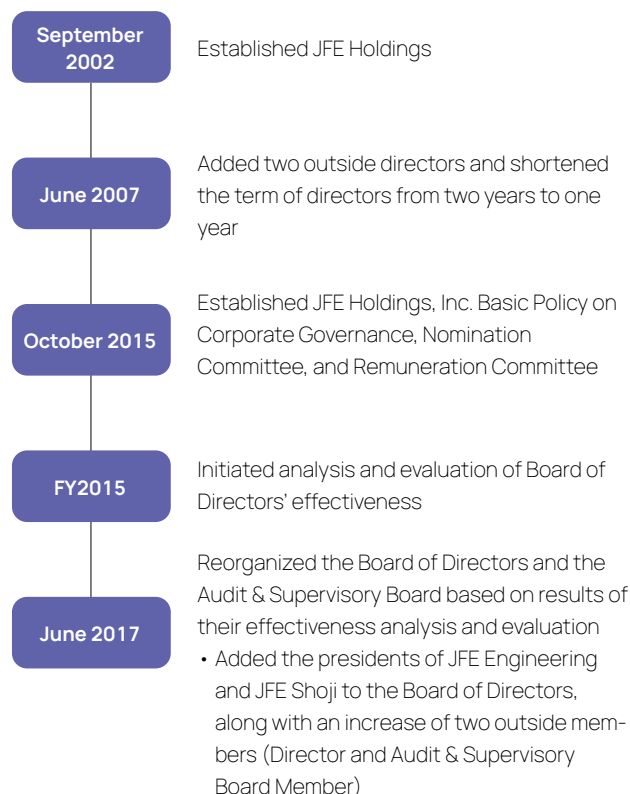 September
2002
Established JFE Holdings
June 2007
Added two outside directors and shortened
the term of directors from two years to one
year
October 2015
Established JFE Holdings, Inc. Basic Policy on
Corporate Governance, Nomination
Committee, and Remuneration Committee
FY2015
Initiated analysis and evaluation of Board of
Directors’ effectiveness
June 2017
Reorganized the Board of Directors and the
Audit & Supervisory Board based on results of
their effectiveness analysis and evaluation
• Added the presidents of JFE Engineering
and JFE Shoji to the Board of Directors,
along with an increase of two outside mem-
bers (Director and Audit & Supervisory
Board Member)